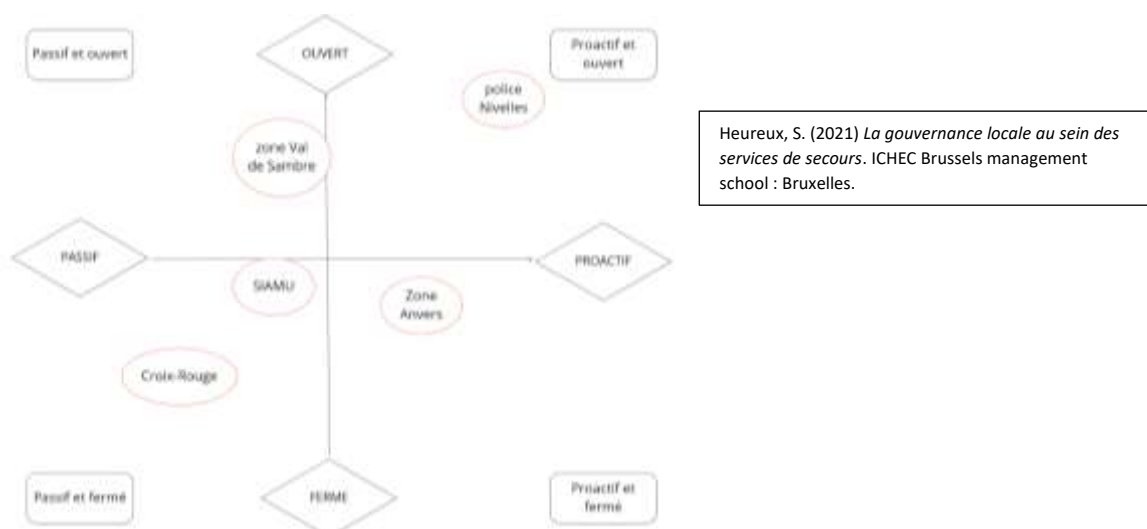 Passif et ouvert
OUVERT
Proactif et
ouvert
police
Nivelles
zone Val
de Sambre
PASSIF
PROACTIF
SIAMU
Zone
Anvers
Croix-Rouge
Passif et fermé
FERME
Proactif et
fermé
Heureux, S. (2021) La gouvernance locale au sein des
services de secours. ICHEC Brussels management
school : Bruxelles.